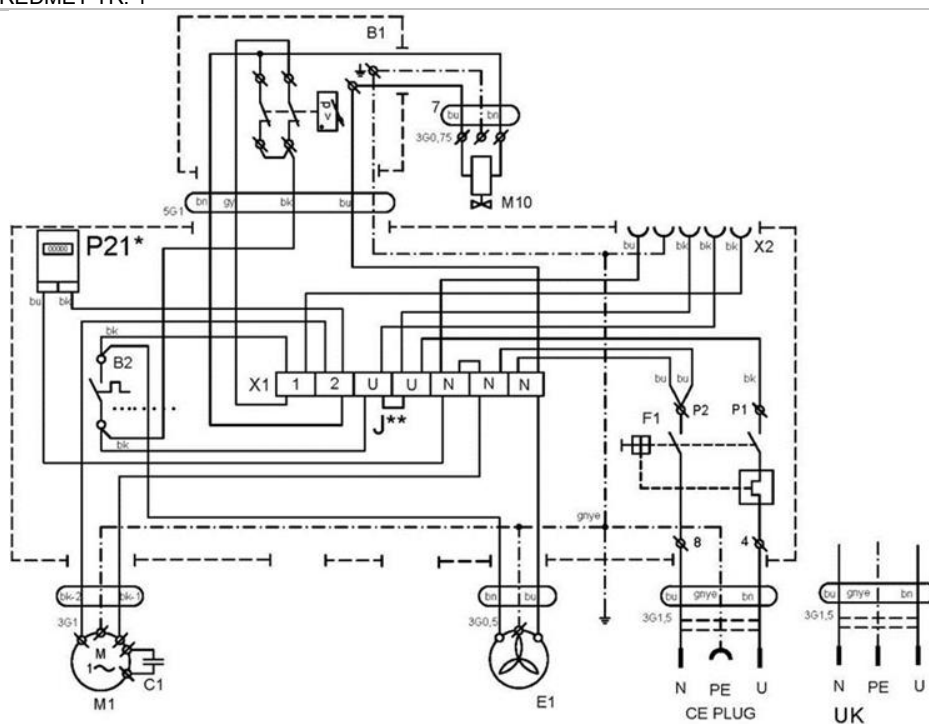 B1
7
bu
bn
3G0,75
p
v
M10
5G1
bn
gy
bk
bu
00000
P21*
bu
bk
bk
bk
X2
bu
bk
bk
B2
X1
1
2
U
U
N
N
N
bu
bu
bk
J**
F1
P2
P1
bk
gnye
8
4
bk-2
bk-1
bn
bu
bu
gnye
bn
bu
gnye
bn
3G1
3G0,5
3G1,5
3G1,5
M
1~
C1
M1
E1
N
PE
U
N
PE
U
CE PLUG
UK